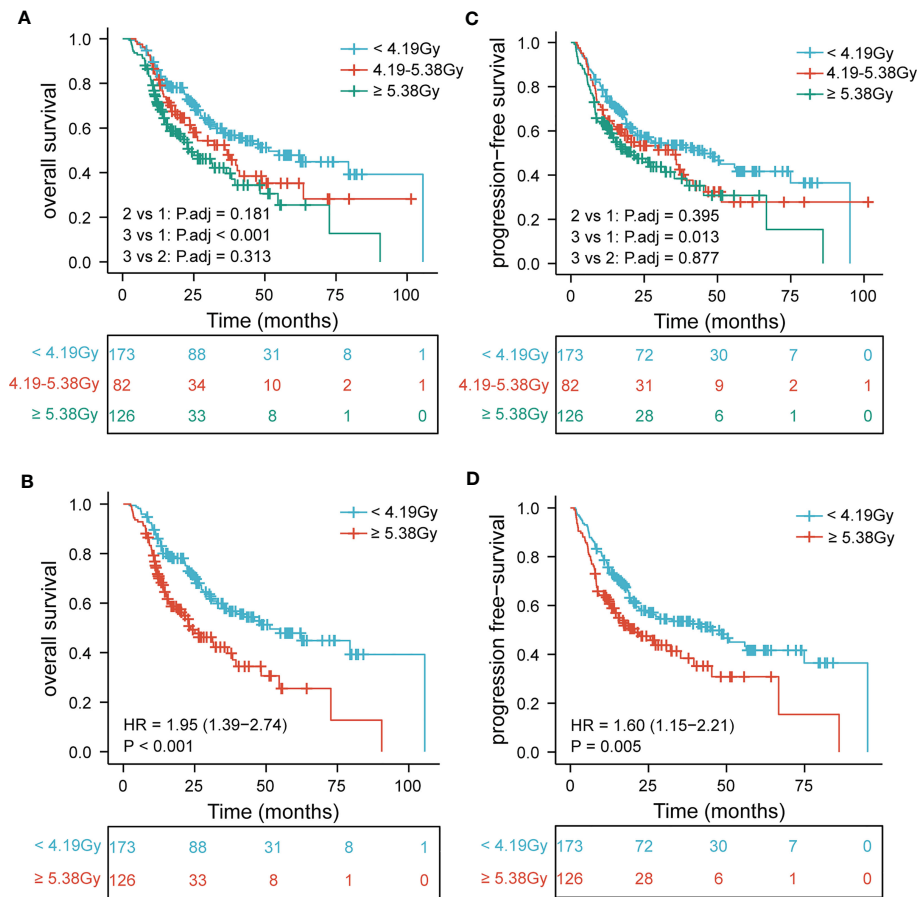 A
overall survival
1.0
0.8
0.6
0.4
0.2
0.0
< 4.19Gy
4.19-5.38Gy
≥ 5.38Gy
2 vs 1: P.adj = 0.181
3 vs 1: P.adj < 0.001
3 vs 2: P.adj = 0.313
0 25 50 75 100
Time (months)
< 4.19Gy 173 88 31 8 1
4.19-5.38Gy 82 34 10 2 1
≥ 5.38Gy 126 33 8 1 0
C
progression−free survival
1.0
0.8
0.6
0.4
0.2
0.0
< 4.19Gy
4.19-5.38Gy
≥ 5.38Gy
2 vs 1: P.adj = 0.395
3 vs 1: P.adj = 0.013
3 vs 2: P.adj = 0.877
0 25 50 75 100
Time (months)
< 4.19Gy 173 72 30 7 0
4.19-5.38Gy 82 31 9 2 1
≥ 5.38Gy 126 28 6 1 0
B
overall survival
1.0
0.8
0.6
0.4
0.2
0.0
< 4.19Gy
≥ 5.38Gy
HR = 1.95 (1.39−2.74)
P < 0.001
0 25 50 75 100
Time (months)
< 4.19Gy 173 88 31 8 1
≥ 5.38Gy 126 33 8 1 0
D
progression free−survival
1.0
0.8
0.6
0.4
0.2
0.0
< 4.19Gy
≥ 5.38Gy
HR = 1.60 (1.15−2.21)
P = 0.005
0 25 50 75
Time (months)
< 4.19Gy 173 72 30 7 0
≥ 5.38Gy 126 28 6 1 0